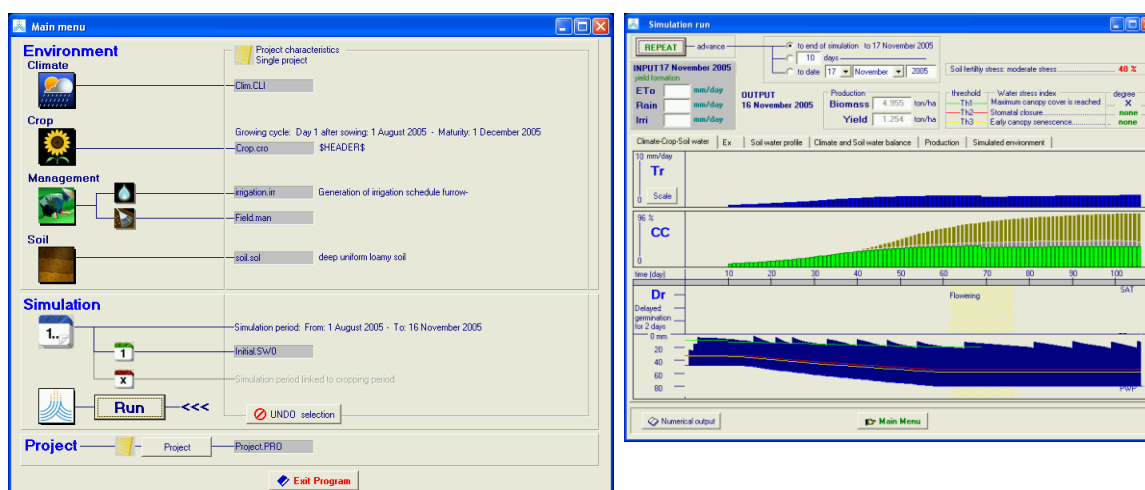 Main menu
Environment
Project characteristics
Single project
Climate
Clim.CLI
Crop
Growing cycle: Day 1 after sowing: 1 August 2005 - Maturity: 1 December 2005
Crop.cro $HEADER$
Management
irrigation.irr Generation of irrigation schedule furrow-
Field.man
Soil
soil.sol deep uniform loamy soil
Simulation
1..
Simulation period: From: 1 August 2005 - To: 16 November 2005
1
Initial.SW0
x
Simulation period linked to cropping period
Run <<<
UNDO selection
Project Project Project.PRO
Exit Program
Simulation run
REPEAT advance to end of simulation to 17 November 2005
10 days
to date 17 November 2005
INPUT 17 November 2005
yield formation
Soil fertiltiy stress: moderate stress 40 %
ETo mm/day
Rain mm/day
Irri mm/day
OUTPUT
16 November 2005
Production
Biomass 4.955 ton/ha
Yield 1.254 ton/ha
threshold Water stress index degree
Th1 Maximum canopy cover is reached ... X ...
Th2 Stomatal closure none
Th3 Early canopy senescence none
Climate-Crop-Soil water Ex Soil water profile Climate and Soil water balance Production Simulated environment
10 mm/day
Tr
0 Scale
96 %
CC
0
time (day) 10 20 30 40 50 60 70 80 90 100
Dr Flowering SAT
Delayed
germination
for 2 days
0 mm
20
40
60
80 PWP
Numerical output Main Menu